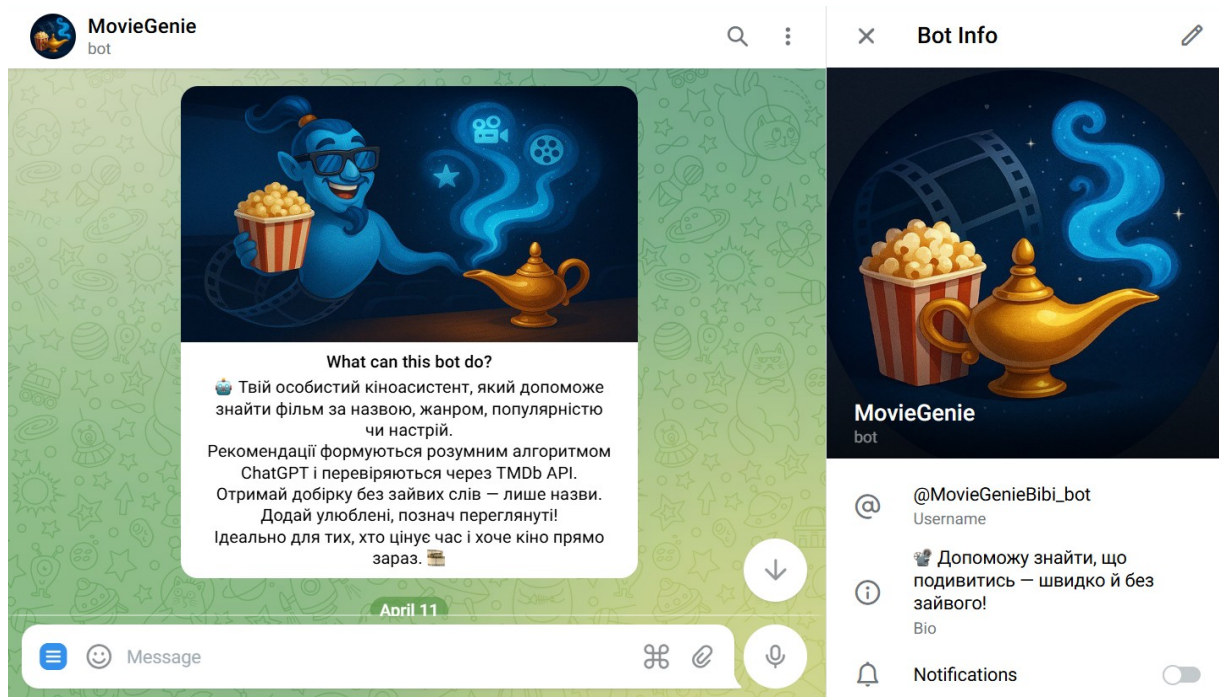 MovieGenie
bot
What can this bot do?
🤖 Твій особистий кіноасистент, який допоможе
знайти фільм за назвою, жанром, популярністю
чи настрій.
Рекомендації формуються розумним алгоритмом
ChatGPT і перевіряються через TMDb API.
Отримай добірку без зайвих слів — лише назви.
Додай улюблені, познач переглянуті!
Ідеально для тих, хто цінує час і хоче кіно прямо
зараз.
April 11
Message
Bot Info
MovieGenie
bot
@MovieGenieBibi_bot
Username
📽️ Допоможу знайти, що
подивитись — швидко й без
зайвого!
Bio
Notifications